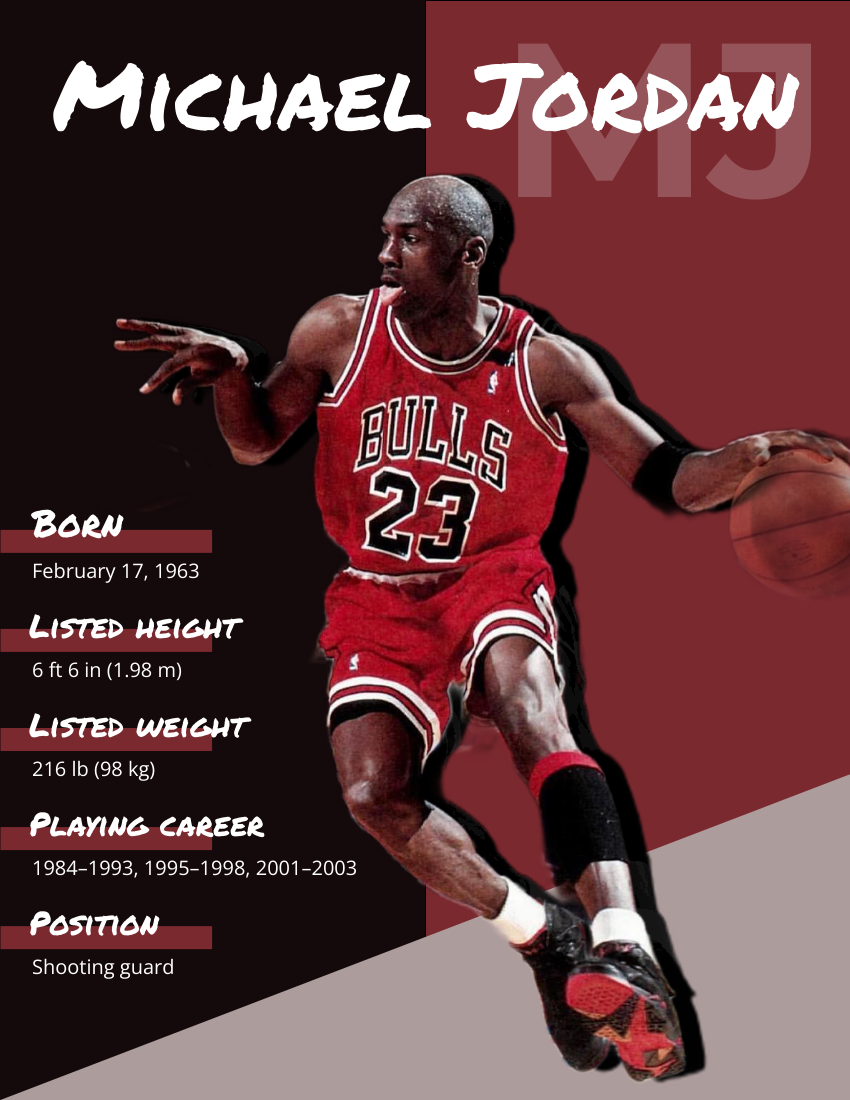 MJ
Michael Jordan
BULLS
23
Born
February 17, 1963
Listed height
6 ft 6 in (1.98 m)
Listed weight
216 lb (98 kg)
Playing career
1984–1993, 1995–1998, 2001–2003
Position
Shooting guard